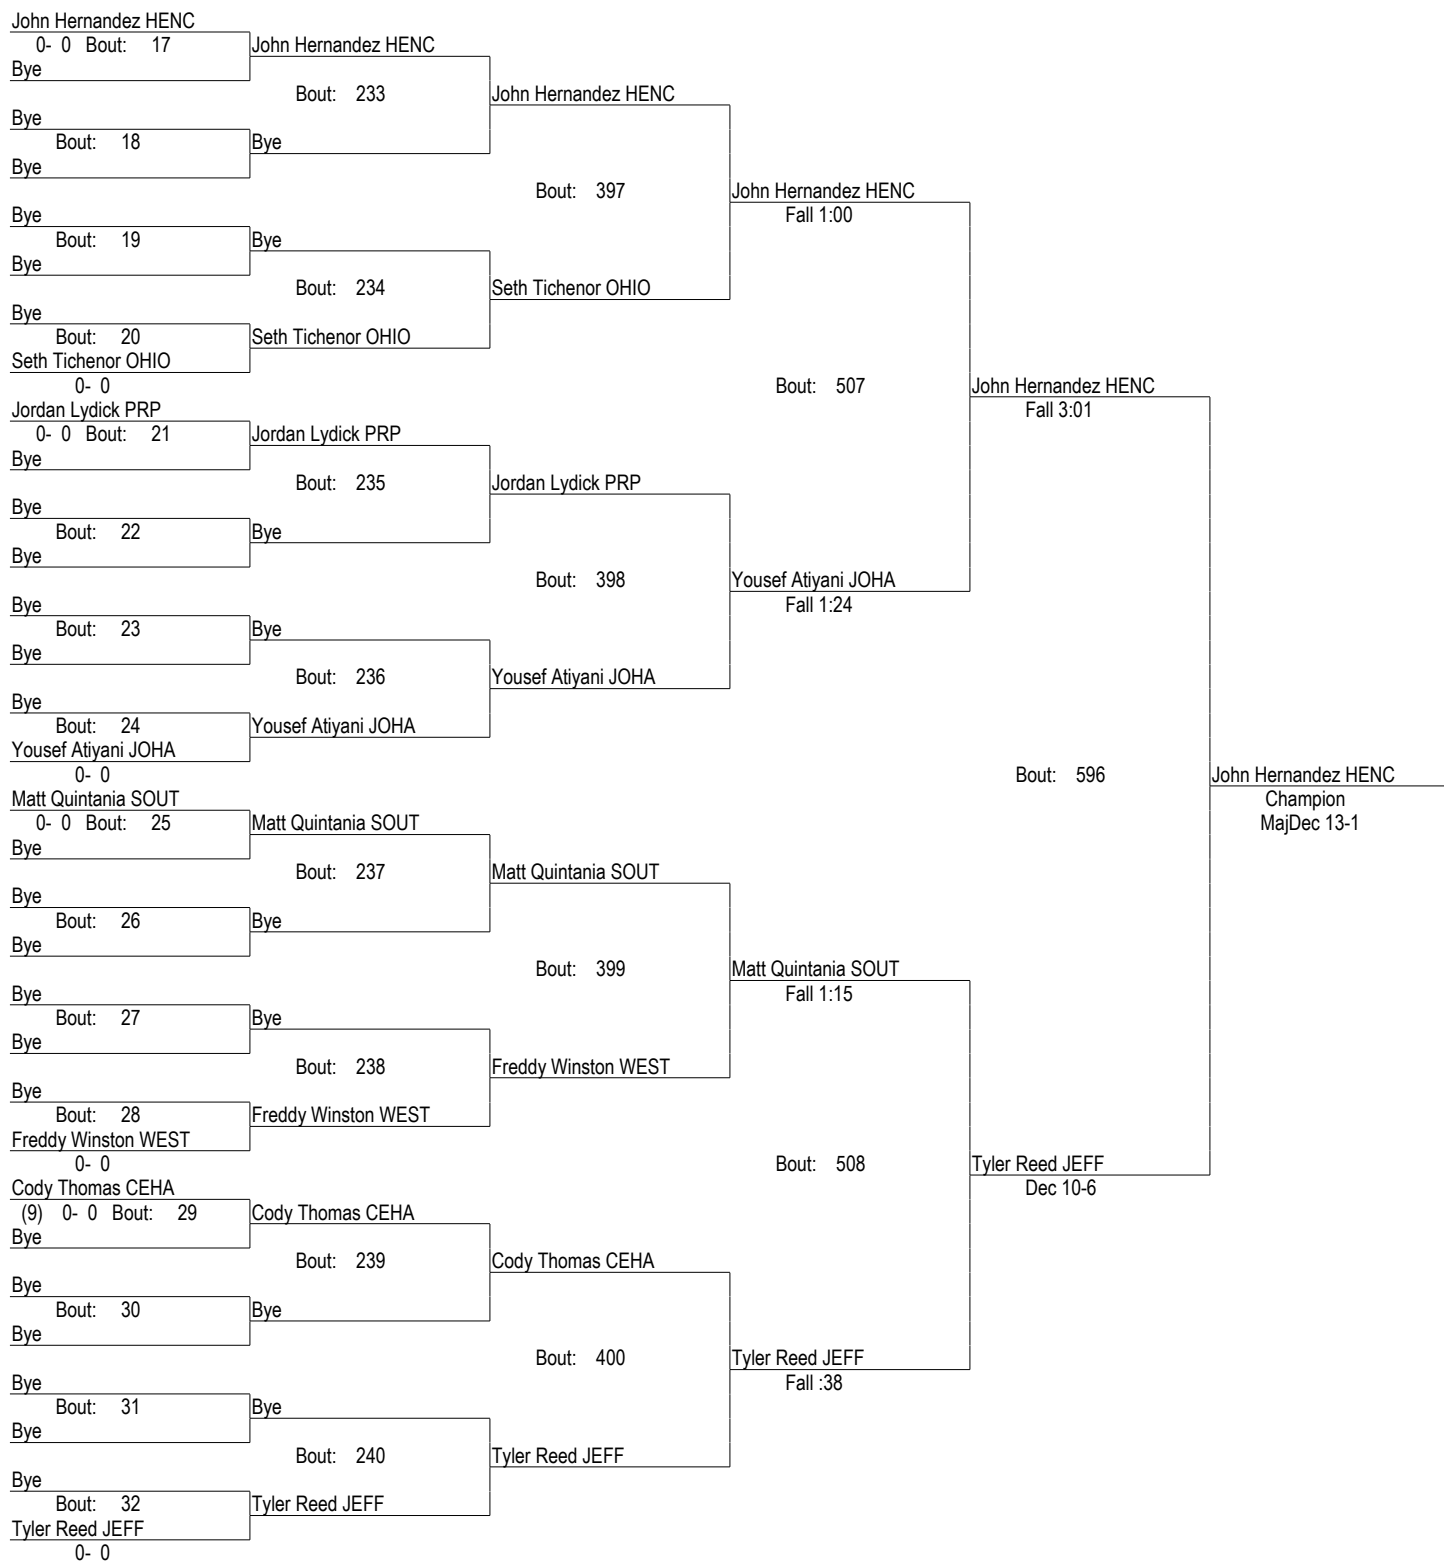 John Hernandez HENC
0- 0 Bout: 17
John Hernandez HENC
Bye
Bout: 233
John Hernandez HENC
Bye
Bout: 18
Bye
Bye
Bout: 397
John Hernandez HENC
Fall 1:00
Bye
Bout: 19
Bye
Bye
Bout: 234
Seth Tichenor OHIO
Bye
Bout: 20
Seth Tichenor OHIO
Seth Tichenor OHIO
0- 0
Bout: 507
John Hernandez HENC
Fall 3:01
Jordan Lydick PRP
0- 0 Bout: 21
Jordan Lydick PRP
Bye
Bout: 235
Jordan Lydick PRP
Bye
Bout: 22
Bye
Bye
Bout: 398
Yousef Atiyani JOHA
Fall 1:24
Bye
Bout: 23
Bye
Bye
Bout: 236
Yousef Atiyani JOHA
Bye
Bout: 24
Yousef Atiyani JOHA
Yousef Atiyani JOHA
0- 0
Bout: 596
John Hernandez HENC
Champion
MajDec 13-1
Matt Quintania SOUT
0- 0 Bout: 25
Matt Quintania SOUT
Bye
Bout: 237
Matt Quintania SOUT
Bye
Bout: 26
Bye
Bye
Bout: 399
Matt Quintania SOUT
Fall 1:15
Bye
Bout: 27
Bye
Bye
Bout: 238
Freddy Winston WEST
Bye
Bout: 28
Freddy Winston WEST
Freddy Winston WEST
0- 0
Bout: 508
Tyler Reed JEFF
Dec 10-6
Cody Thomas CEHA
(9) 0- 0 Bout: 29
Cody Thomas CEHA
Bye
Bout: 239
Cody Thomas CEHA
Bye
Bout: 30
Bye
Bye
Bout: 400
Tyler Reed JEFF
Fall :38
Bye
Bout: 31
Bye
Bye
Bout: 240
Tyler Reed JEFF
Bye
Bout: 32
Tyler Reed JEFF
Tyler Reed JEFF
0- 0